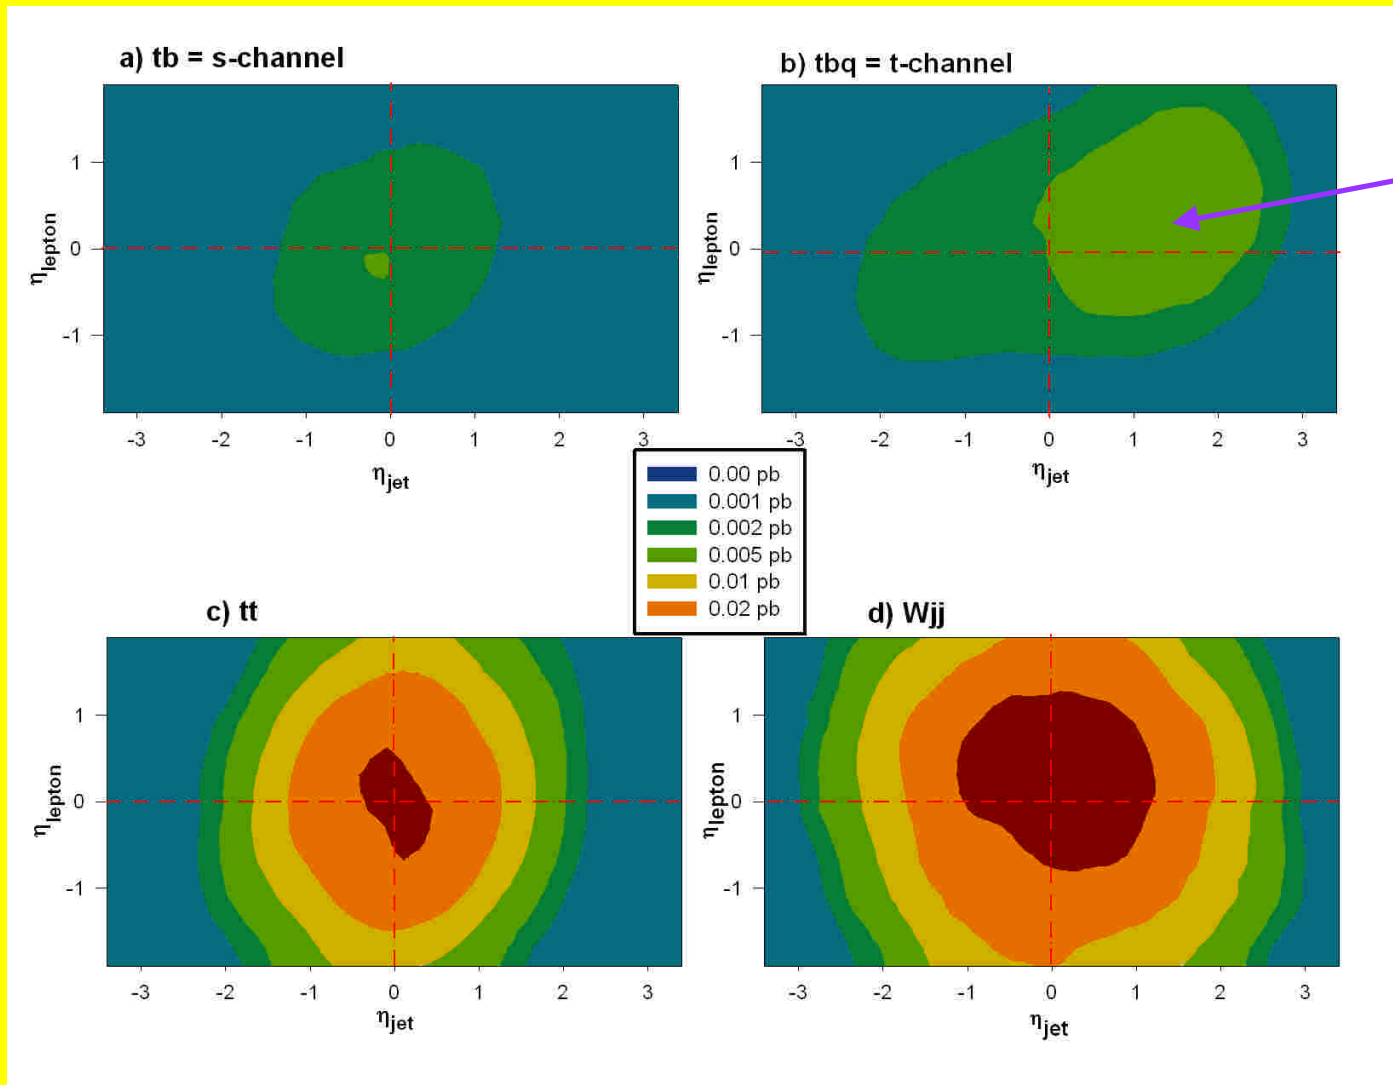 a) tb = s-channel
b) tbq = t-channel
1
0
-1
ηlepton
-3
-2
-1
0
1
2
3
ηjet
1
0
-1
ηlepton
-3
-2
-1
0
1
2
3
ηjet
0.00 pb
0.001 pb
0.002 pb
0.005 pb
0.01 pb
0.02 pb
c) tt
d) Wjj
1
0
-1
ηlepton
-3
-2
-1
0
1
2
3
ηjet
1
0
-1
ηlepton
-3
-2
-1
0
1
2
3
ηjet